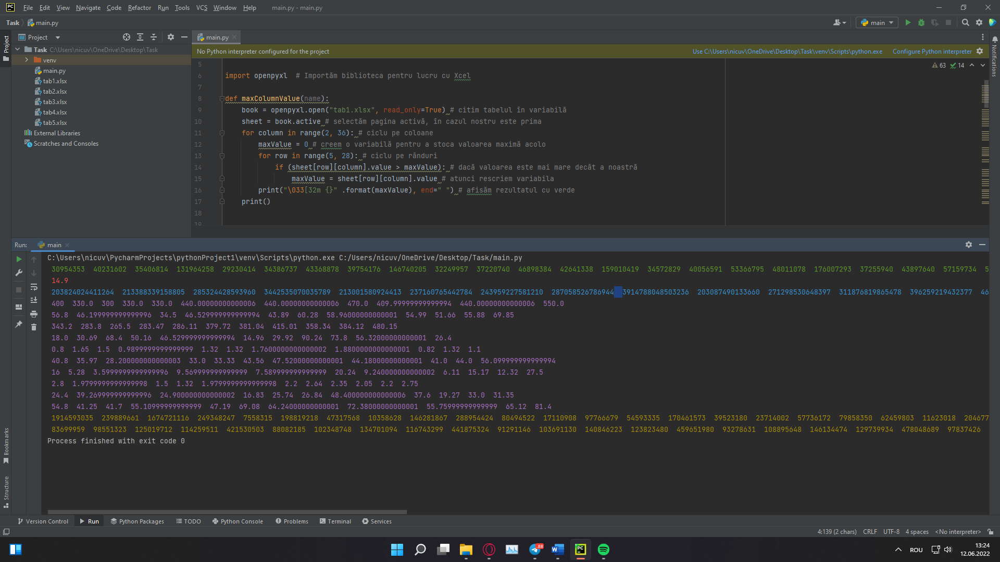 File Edit View Navigate Code Refactor Run Tools VCS Window Help main.py - main.py
Task main.py
main
Project
main.py
Task C:\Users\nicuv\OneDrive\Desktop\Task
venv
main.py
tab1.xlsx
tab2.xlsx
tab3.xlsx
tab4.xlsx
tab5.xlsx
External Libraries
Scratches and Consoles
Project
Notifications
No Python interpreter configured for the project Use C:\Users\nicuv\OneDrive\Desktop\Task\venv\Scripts\python.exe Configure Python interpreter
63 14
5
6 import openpyxl # Importăm biblioteca pentru lucru cu Xcel
7
8 def maxColumnValue(name):
9 book = openpyxl.open("tab1.xlsx", read_only=True) # citim tabelul în variabilă
10 sheet = book.active # selectăm pagina activă, în cazul nostru este prima
11 for column in range(2, 36): # ciclu pe coloane
12 maxValue = 0 # creem o variabilă pentru a stoca valoarea maximă acolo
13 for row in range(5, 28): # ciclu pe rânduri
14 if (sheet[row][column].value > maxValue): # dacă valoarea este mai mare decât a noastră
15 maxValue = sheet[row][column].value # atunci rescriem variabila
16 print("\033[32m {}" .format(maxValue), end=" ") # afisăm rezultatul cu verde
17 print()
18
19
Run: main
C:\Users\nicuv\PycharmProjects\pythonProject1\venv\Scripts\python.exe C:/Users/nicuv/OneDrive/Desktop/Task/main.py
30954353 40231602 35406814 131964258 29230414 34386737 43368878 39754176 146740205 32249957 37220740 46898384 42641338 159010419 34572829 40056591 53366795 48011078 176007293 37255940 43897640 57159734 5
14.9
203824024411264 213388339158805 285324428593960 3442535070035789 213001580924413 237160765442784 243959227581210 287058526786944 3914788048503236 203087490133660 271298530648397 311876819865478 396259219432377 46
400 330.0 300 330.0 330.0 440.00000000000006 440.00000000000006 470.0 409.99999999999994 440.00000000000006 550.0
56.8 46.199999999999996 34.5 46.529999999999994 43.89 60.28 58.96000000000001 54.99 51.66 55.88 69.85
343.2 283.8 265.5 283.47 286.11 379.72 381.04 415.01 358.34 384.12 480.15
18.0 30.69 68.4 50.16 46.529999999999994 14.96 29.92 90.24 73.8 56.32000000000001 26.4
0.8 1.65 1.5 0.9899999999999999 1.32 1.32 1.7600000000000002 1.8800000000000001 0.82 1.32 1.1
40.8 35.97 28.200000000000003 33.0 33.33 43.56 47.52000000000001 44.18000000000001 41.0 44.0 56.099999999999994
16 5.28 3.5999999999999996 9.569999999999999 7.589999999999999 20.24 9.240000000000002 6.11 15.17 12.32 27.5
2.8 1.9799999999999998 1.5 1.32 1.9799999999999998 2.2 2.64 2.35 2.05 2.2 2.75
24.4 39.269999999999996 24.900000000000002 16.83 25.74 26.84 48.400000000000006 37.6 19.27 33.0 31.35
54.8 41.25 41.7 55.10999999999999 47.19 69.08 64.24000000000001 72.38000000000001 55.75999999999999 65.12 81.4
1914593035 239889661 1674721116 249348247 7558315 198819218 47317568 10358628 146281867 288954424 80494522 17110908 97766679 54593335 170461573 39523180 23714002 57736172 79858350 62459803 11623018 204677
83699959 98551323 125019712 114259511 421530503 88082185 102348748 134701094 116743299 441875324 91291146 103691130 140846223 123823480 459651980 93278631 108895648 146134474 129739934 478048689 97837426
Process finished with exit code 0
Bookmarks
Structure
Version Control Run Python Packages TODO Python Console Problems Terminal Services
4:139 (2 chars) CRLF UTF-8 4 spaces <No interpreter>
88
ROU
13:24
12.06.2022